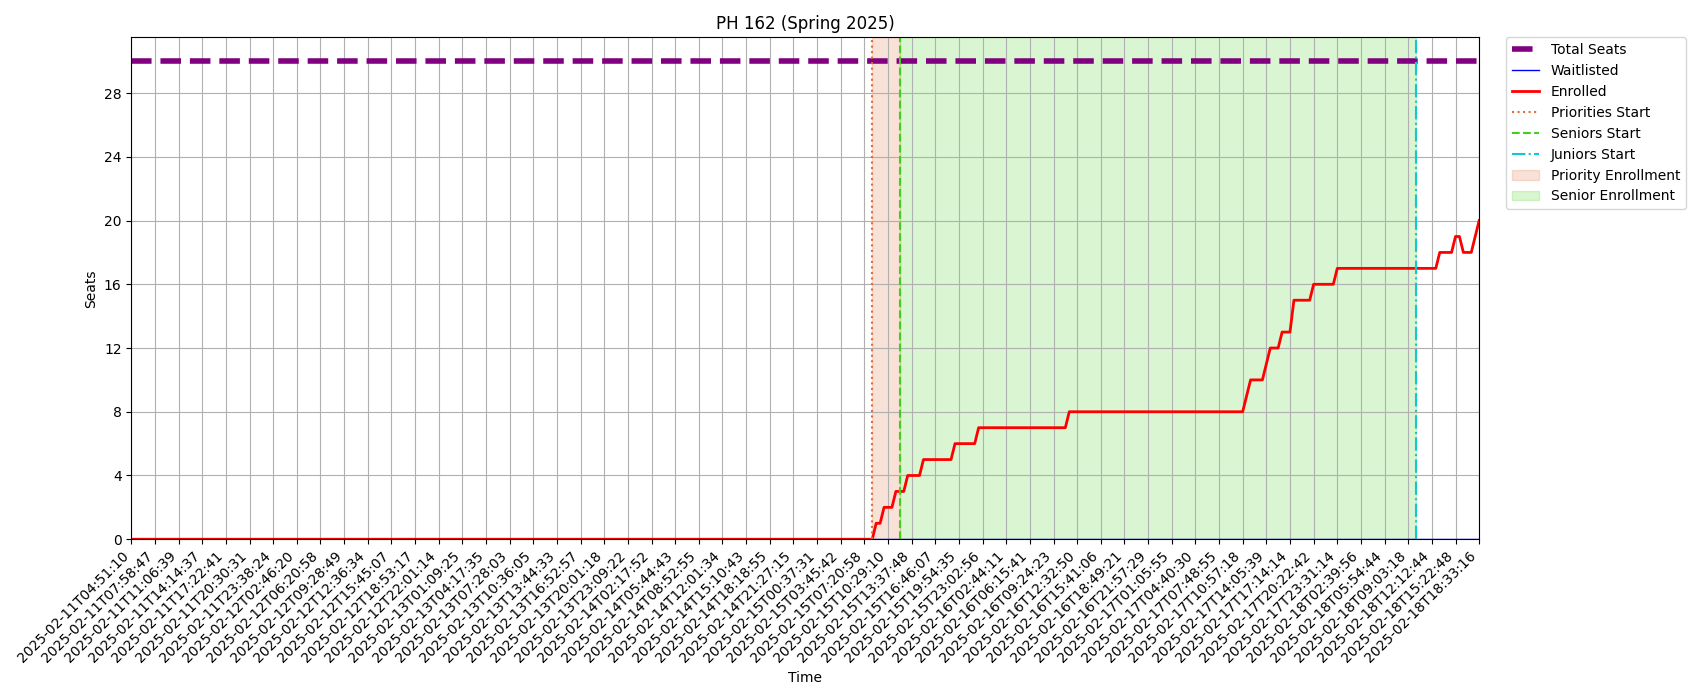 PH 162 (Spring 2025)
Total Seats
Waitlisted
Enrolled
Priorities Start
Seniors Start
Juniors Start
Priority Enrollment
Senior Enrollment
Seats
28
24
20
16
12
8
4
0
2025-02-11T04:51:10
2025-02-11T07:58:47
2025-02-11T11:06:39
2025-02-11T14:14:37
2025-02-11T17:22:41
2025-02-11T20:30:31
2025-02-11T23:38:24
2025-02-12T02:46:20
2025-02-12T06:20:58
2025-02-12T09:28:49
2025-02-12T12:36:34
2025-02-12T15:45:07
2025-02-12T18:53:17
2025-02-12T22:01:14
2025-02-13T01:09:25
2025-02-13T04:17:35
2025-02-13T07:28:03
2025-02-13T10:36:05
2025-02-13T13:44:33
2025-02-13T16:52:57
2025-02-13T20:01:18
2025-02-13T23:09:22
2025-02-14T02:17:52
2025-02-14T05:44:43
2025-02-14T08:52:55
2025-02-14T12:01:34
2025-02-14T15:10:43
2025-02-14T18:18:55
2025-02-14T21:27:15
2025-02-15T00:37:31
2025-02-15T03:45:42
2025-02-15T07:20:58
2025-02-15T10:29:10
2025-02-15T13:37:48
2025-02-15T16:46:07
2025-02-15T19:54:35
2025-02-15T23:02:56
2025-02-16T02:44:11
2025-02-16T06:15:41
2025-02-16T09:24:23
2025-02-16T12:32:50
2025-02-16T15:41:06
2025-02-16T18:49:21
2025-02-16T21:57:29
2025-02-17T01:05:55
2025-02-17T04:40:30
2025-02-17T07:48:55
2025-02-17T10:57:18
2025-02-17T14:05:39
2025-02-17T17:14:14
2025-02-17T20:22:42
2025-02-17T23:31:14
2025-02-18T02:39:56
2025-02-18T05:54:44
2025-02-18T09:03:18
2025-02-18T12:12:44
2025-02-18T15:22:48
2025-02-18T18:33:16
Time